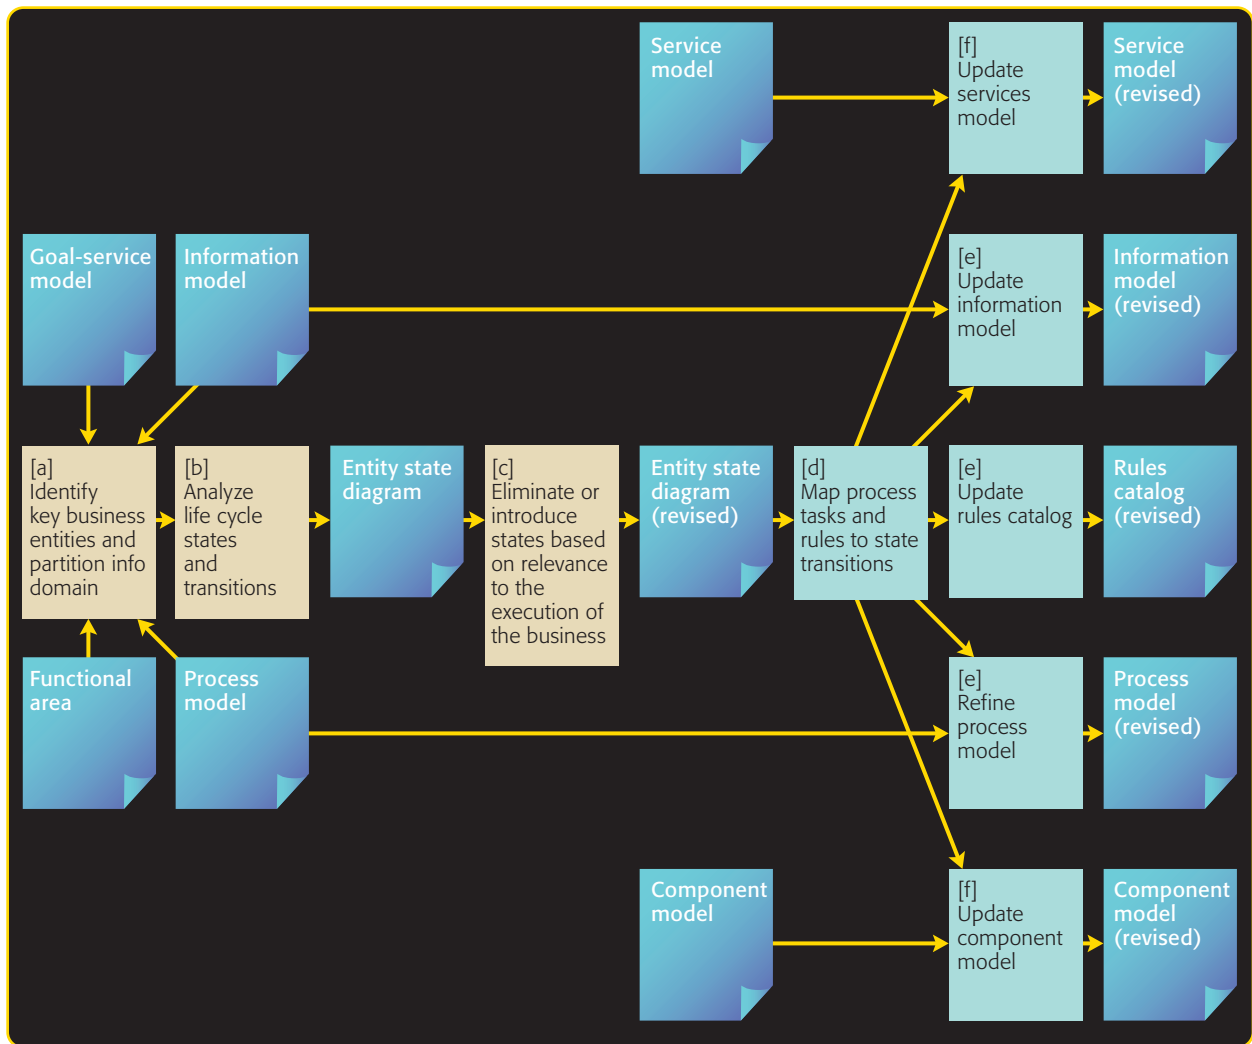 Service
model
[f]
Update
services
model
Service
model
(revised)
Goal-service
model
Information
model
[e]
Update
information
model
Information
model
(revised)
[a]
Identify
key business
entities and
partition info
domain
[b]
Analyze
life cycle
states
and
transitions
Entity state
diagram
[c]
Eliminate or
introduce
states based
on relevance
to the
execution of
the business
Entity state
diagram
(revised)
[d]
Map process
tasks and
rules to state
transitions
[e]
Update
rules catalog
Rules
catalog
(revised)
Functional
area
Process
model
[e]
Refine
process
model
Process
model
(revised)
Component
model
[f]
Update
component
model
Component
model
(revised)